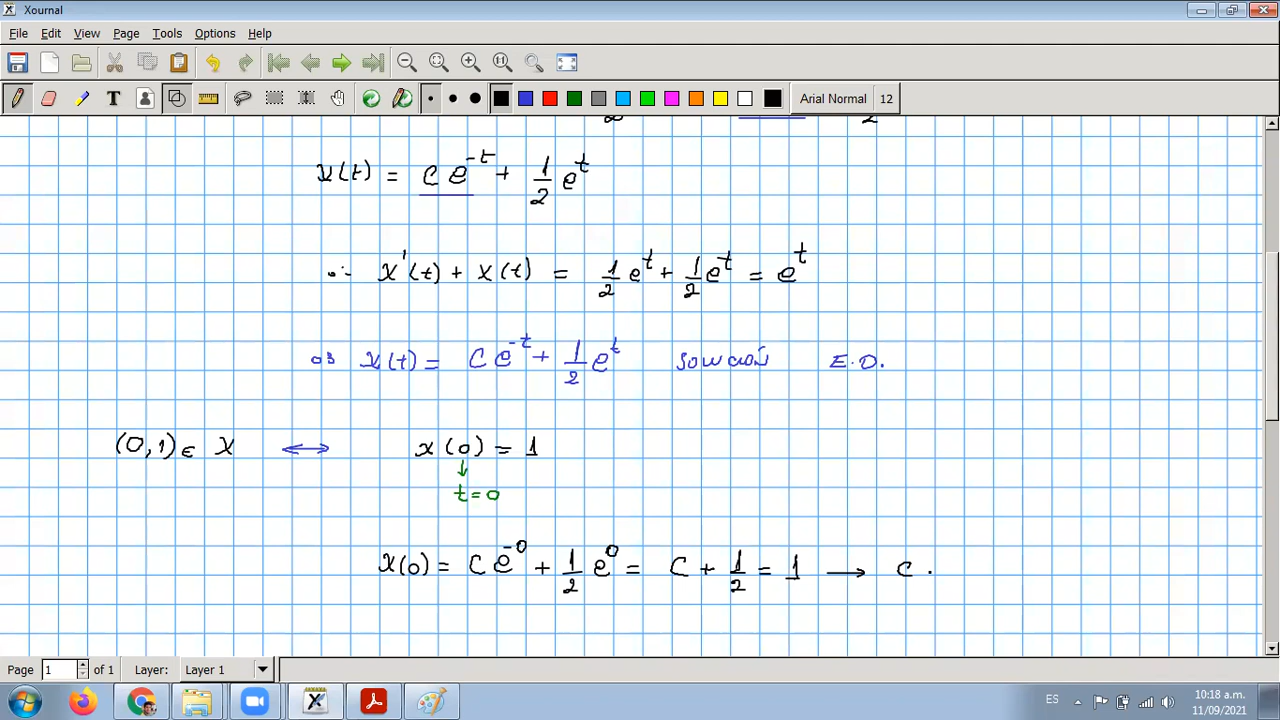 Xournal
File Edit View Page Tools Options Help
Arial Normal 12
x(t) = C e^{-t} + 1/2 e^t
∴ x'(t) + x(t) = 1/2 e^t + 1/2 e^t = e^t
x(t) = C e^{-t} + 1/2 e^t solución E.D.
(0,1) ∈ x ↔ x(0) = 1
↓
t = 0
x(0) = C e^{-0} + 1/2 e^0 = C + 1/2 = 1 → C
Page 1 of 1 Layer: Layer 1
ES 10:18 a.m.
11/09/2021